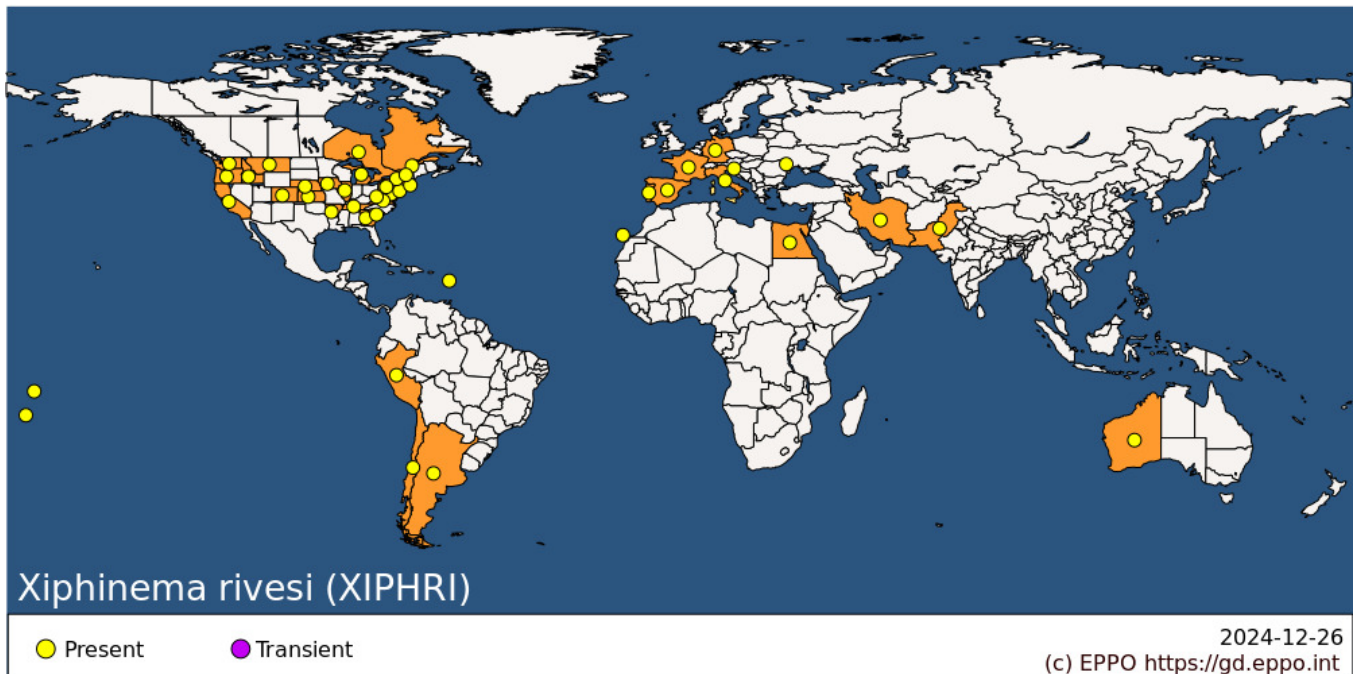 Xiphinema rivesi (XIPHRI)
Present
Transient
2024-12-26
(c) EPPO https://gd.eppo.int